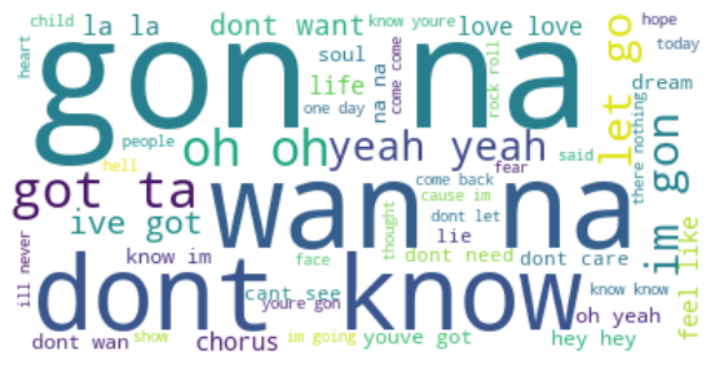 child
la la
dont want
know youre
love love
hope
heart
gon na
soul
life
one day
na na
come come
rock roll
let go
today
dream
there nothing
people
oh oh
yeah yeah
said
im gon
hell
fear
got ta
wan na
come back
cause im
ive got
dont let
lie
thought
ill never
know im
face
dont need
dont care
feel like
dont know
cant see
youre gon
know know
oh yeah
dont wan
show
chorus
im going
youve got
hey hey